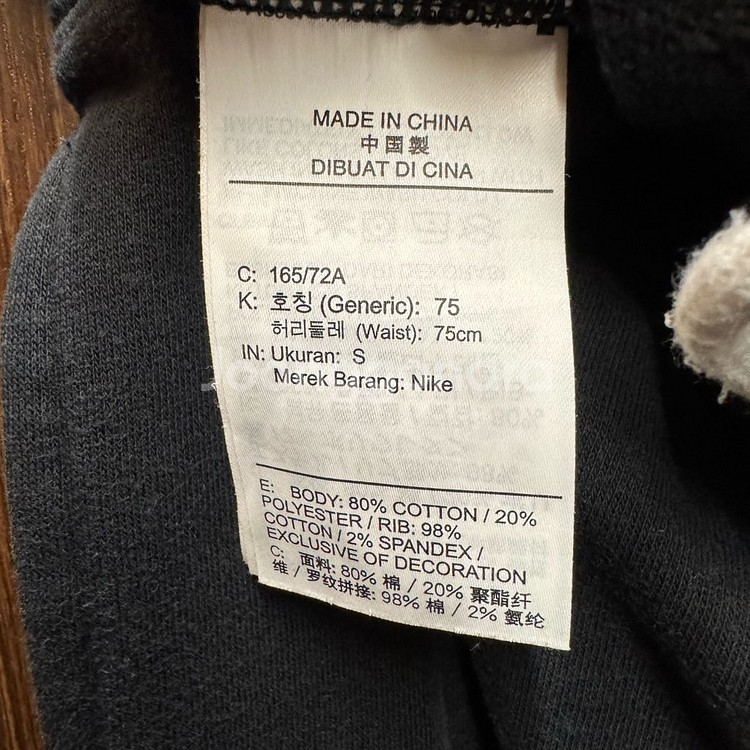 MADE IN CHINA
中国製
DIBUAT DI CINA
C: 165/72A
K: 호칭 (Generic): 75
허리둘레 (Waist): 75cm
IN: Ukuran: S
Merek Barang: Nike
E: BODY: 80% COTTON / 20%
POLYESTER / RIB: 98%
COTTON / 2% SPANDEX /
EXCLUSIVE OF DECORATION
C: 面料: 80% 棉 / 20% 聚酯纤
维 / 罗纹拼接: 98% 棉 / 2% 氨纶